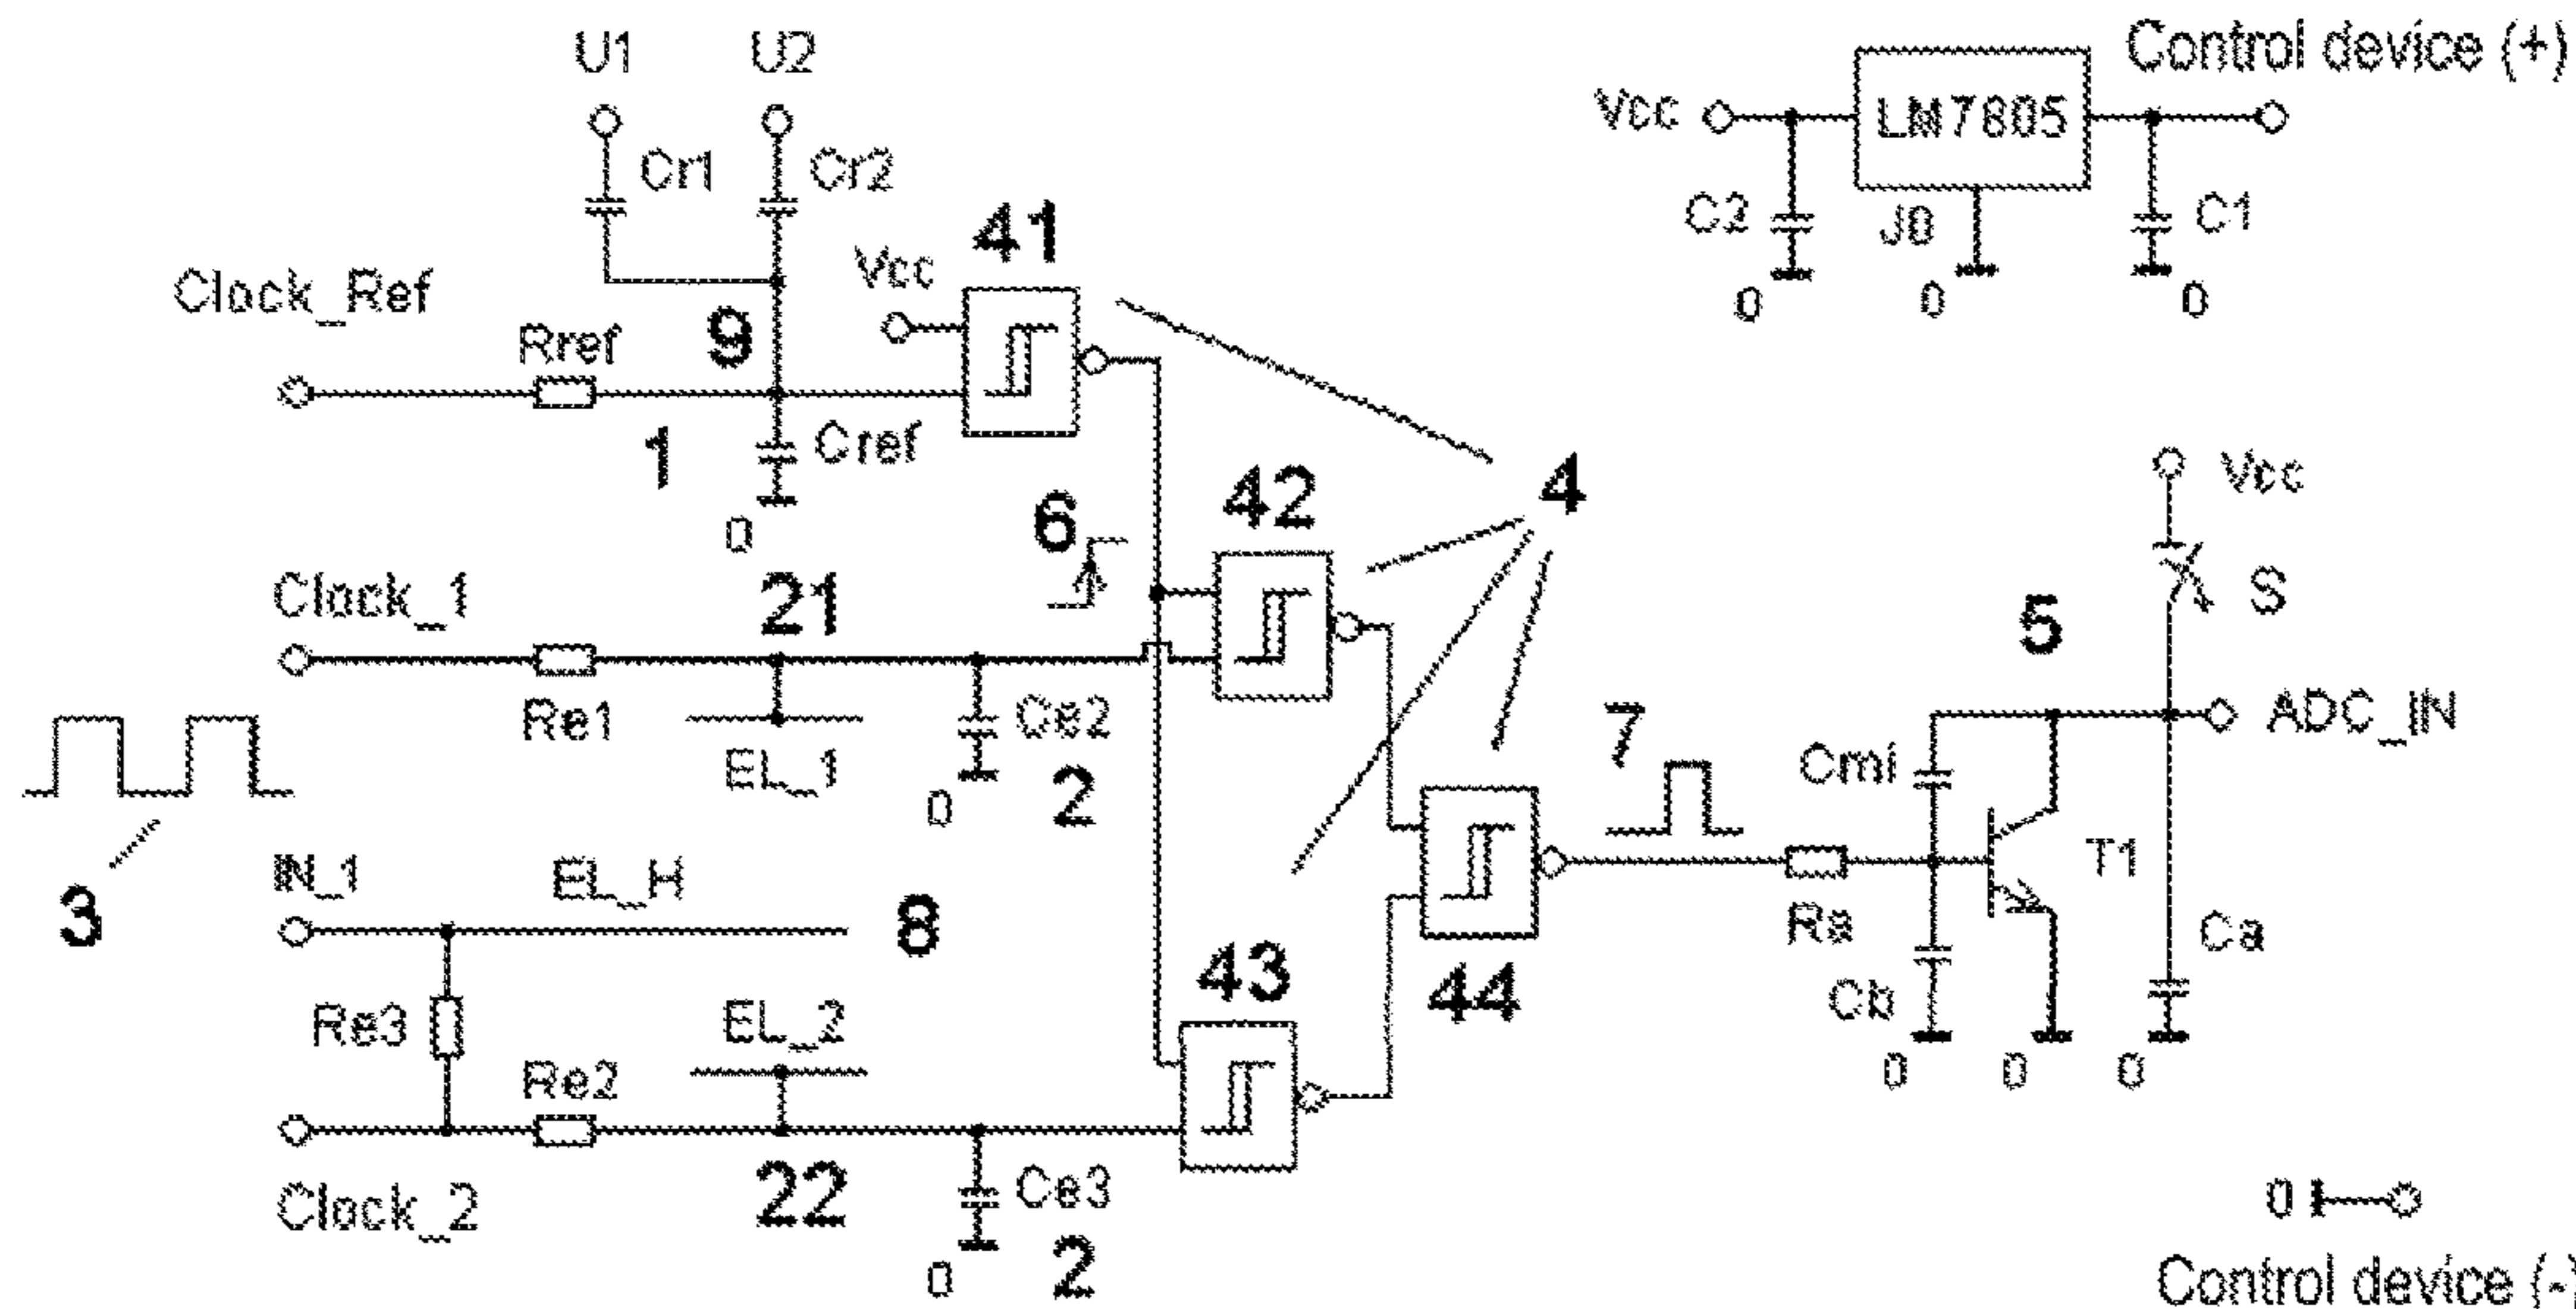 U1 U2
Control device (+)
Vcc
LM7805
Cr1 Cr2
C2
J0
C1
0 0 0
41
Vcc
Clock_Ref
Rref
9
1
Cref
0
6
42
4
Vcc
S
Clock_1
21
Re1
EL_1
Ce2
0
2
5
ADC_IN
7
Cmi
T1
3
IN_1
EL_H
8
Re3
EL_2
43
44
Ra
Cb
Ca
0 0 0
Re2
Clock_2
22
Ce3
0
2
0
Control device (-)